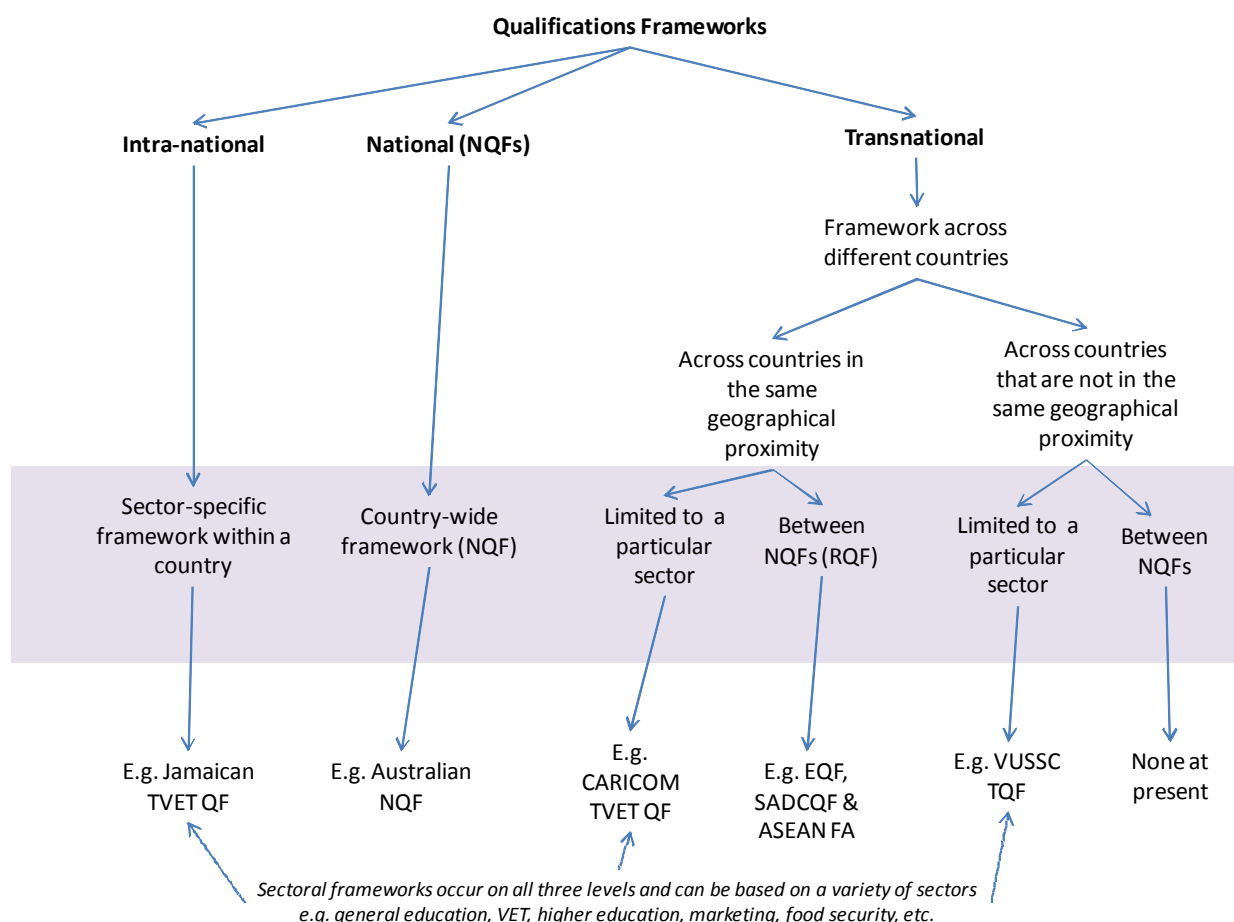 Qualifications Frameworks
Intra-national
National (NQFs)
Transnational
Framework across
different countries
Across countries in
the same
geographical
proximity
Across countries
that are not in the
same geographical
proximity
Sector-specific
framework within a
country
Country-wide
framework (NQF)
Limited to a
particular
sector
Between
NQFs (RQF)
Limited to a
particular
sector
Between
NQFs
E.g. Jamaican
TVET QF
E.g. Australian
NQF
E.g.
CARICOM
TVET QF
E.g. EQF,
SADCQF &
ASEAN FA
E.g. VUSSC
TQF
None at
present
Sectoral frameworks occur on all three levels and can be based on a variety of sectors
e.g. general education, VET, higher education, marketing, food security, etc.